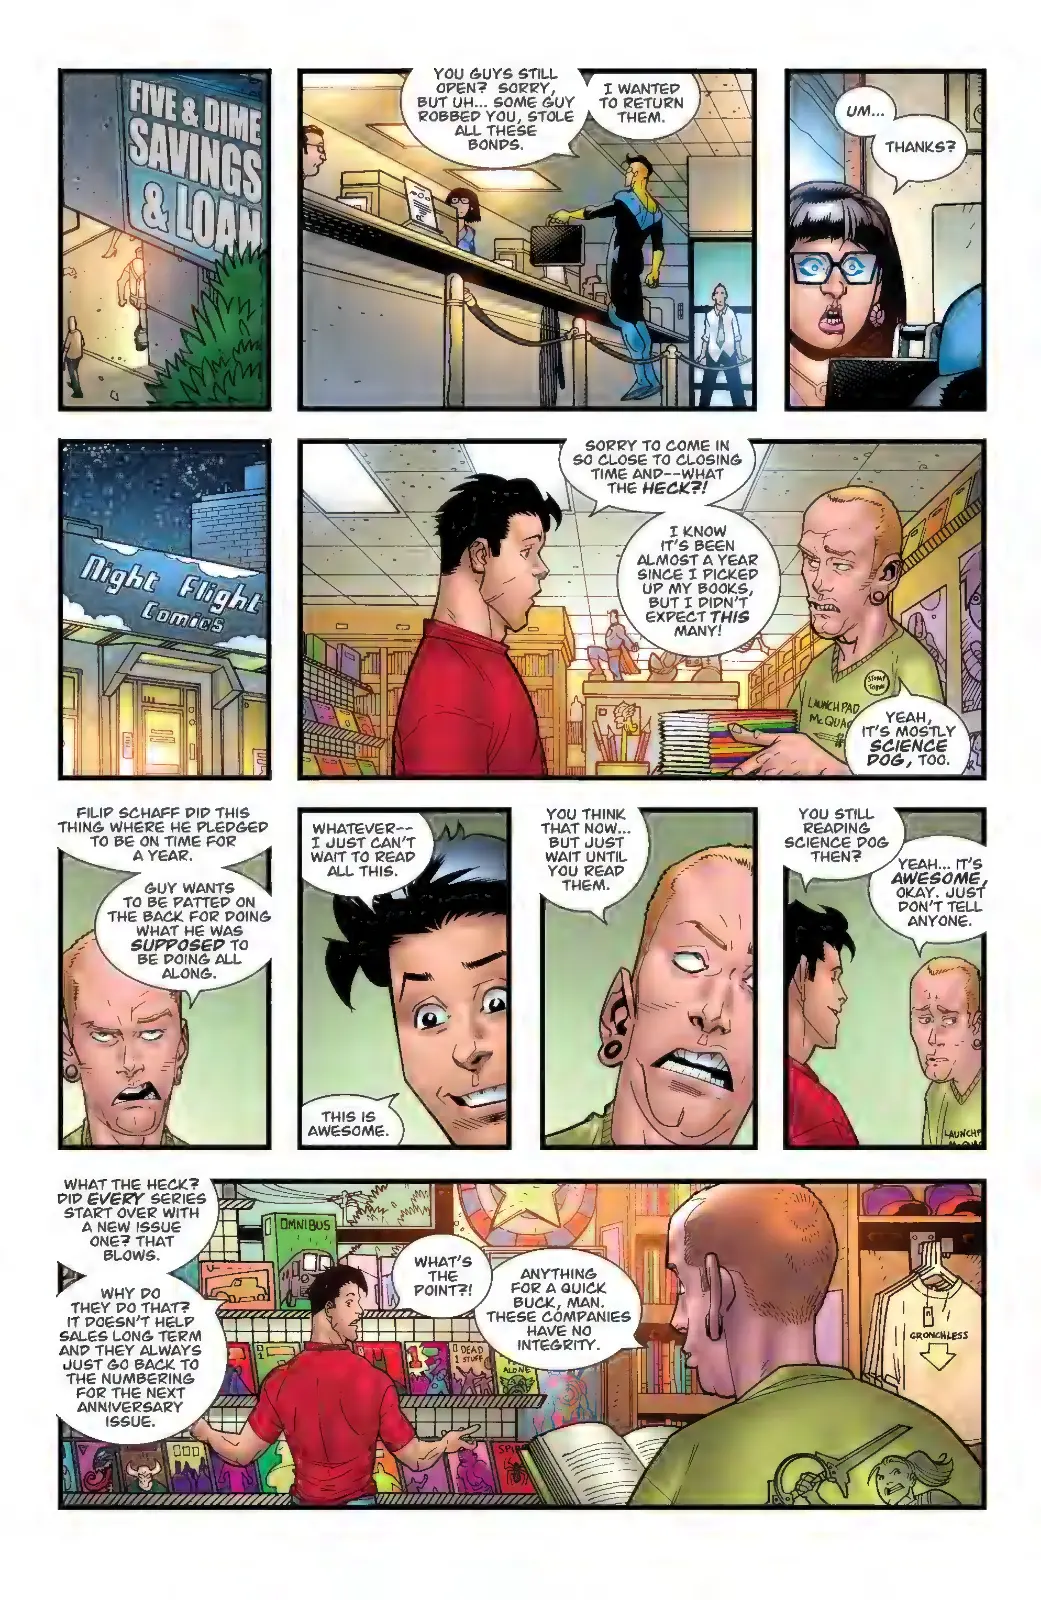 FIVE & DIME
SAVINGS
& LOAN
YOU GUYS STILL
OPEN? SORRY,
BUT UH... SOME GUY
ROBBED YOU, STOLE
ALL THESE
BONDS.
I WANTED
TO RETURN
THEM.
UM...
THANKS?
Night Flight
Comics
SORRY TO COME IN
SO CLOSE TO CLOSING
TIME AND--WHAT
THE HECK?!
I KNOW
IT'S BEEN
ALMOST A YEAR
SINCE I PICKED
UP MY BOOKS,
BUT I DIDN'T
EXPECT THIS
MANY!
LAUNCHPAD
McQUAC
YEAH,
IT'S MOSTLY
SCIENCE
DOG, TOO.
FILIP SCHAFF DID THIS
THING WHERE HE PLEDGED
TO BE ON TIME FOR
A YEAR.
GUY WANTS
TO BE PATTED ON
THE BACK FOR DOING
WHAT HE WAS
SUPPOSED TO
BE DOING ALL
ALONG.
WHATEVER--
I JUST CAN'T
WAIT TO READ
ALL THIS.
THIS IS
AWESOME.
YOU THINK
THAT NOW...
BUT JUST
WAIT UNTIL
YOU READ
THEM.
YOU STILL
READING
SCIENCE DOG
THEN?
YEAH... IT'S
AWESOME,
OKAY. JUST
DON'T TELL
ANYONE.
LAUNCHP
McQUAC
WHAT THE HECK?
DID EVERY SERIES
START OVER WITH
A NEW ISSUE
ONE? THAT
BLOWS.
WHY DO
THEY DO THAT?
IT DOESN'T HELP
SALES LONG TERM
AND THEY ALWAYS
JUST GO BACK TO
THE NUMBERING
FOR THE NEXT
ANNIVERSARY
ISSUE.
OMNIBUS
WHAT'S
THE
POINT?!
ANYTHING
FOR A QUICK
BUCK, MAN.
THESE COMPANIES
HAVE NO
INTEGRITY.
DEAD
STUFF
ALONE
SPI
GRONCHLESS